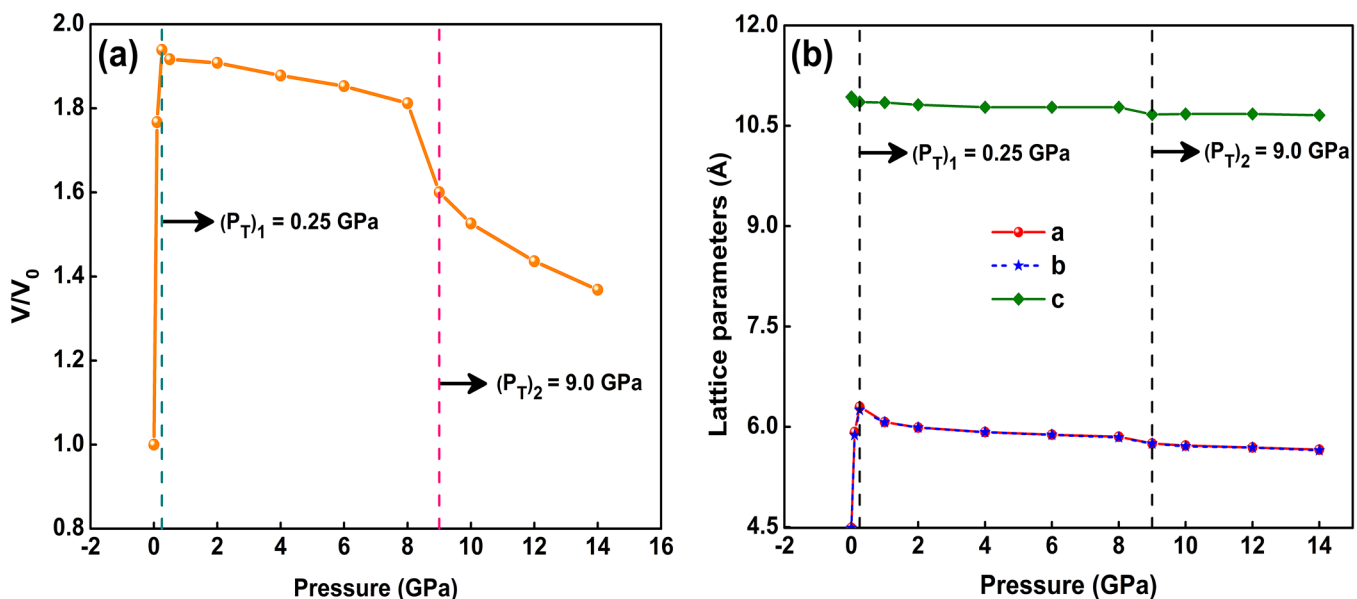 (a)
V/V0
2.0
1.8
1.6
1.4
1.2
1.0
0.8
(PT)1 = 0.25 GPa
(PT)2 = 9.0 GPa
-2 0 2 4 6 8 10 12 14 16
Pressure (GPa)
(b)
Lattice parameters (Å)
12.0
10.5
9.0
7.5
6.0
4.5
(PT)1 = 0.25 GPa
(PT)2 = 9.0 GPa
a
b
c
-2 0 2 4 6 8 10 12 14
Pressure (GPa)